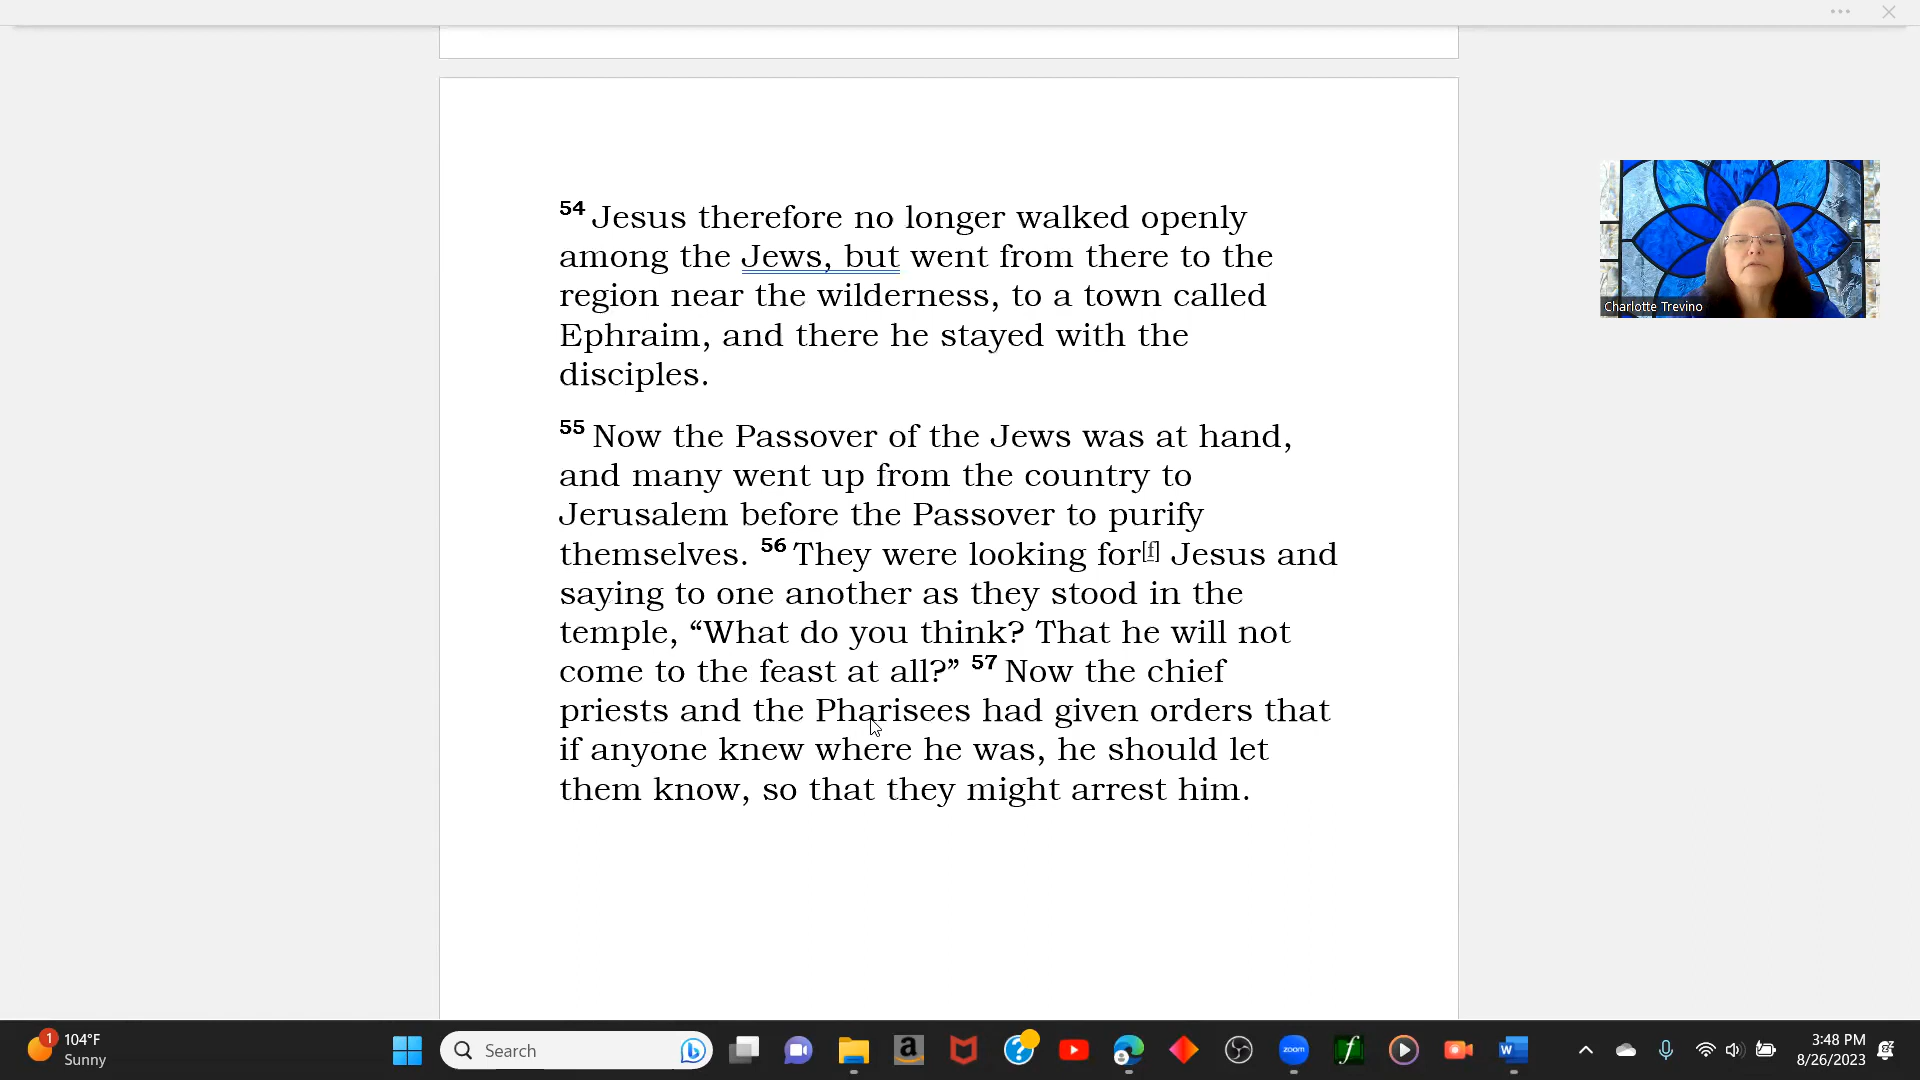 54 Jesus therefore no longer walked openly
among the Jews, but went from there to the
region near the wilderness, to a town called
Ephraim, and there he stayed with the
disciples.
55 Now the Passover of the Jews was at hand,
and many went up from the country to
Jerusalem before the Passover to purify
themselves. 56 They were looking for[f] Jesus and
saying to one another as they stood in the
temple, “What do you think? That he will not
come to the feast at all?” 57 Now the chief
priests and the Pharisees had given orders that
if anyone knew where he was, he should let
them know, so that they might arrest him.
Charlotte Trevino
1
104°F
Sunny
Search
a
zoom
f
W
3:48 PM
8/26/2023